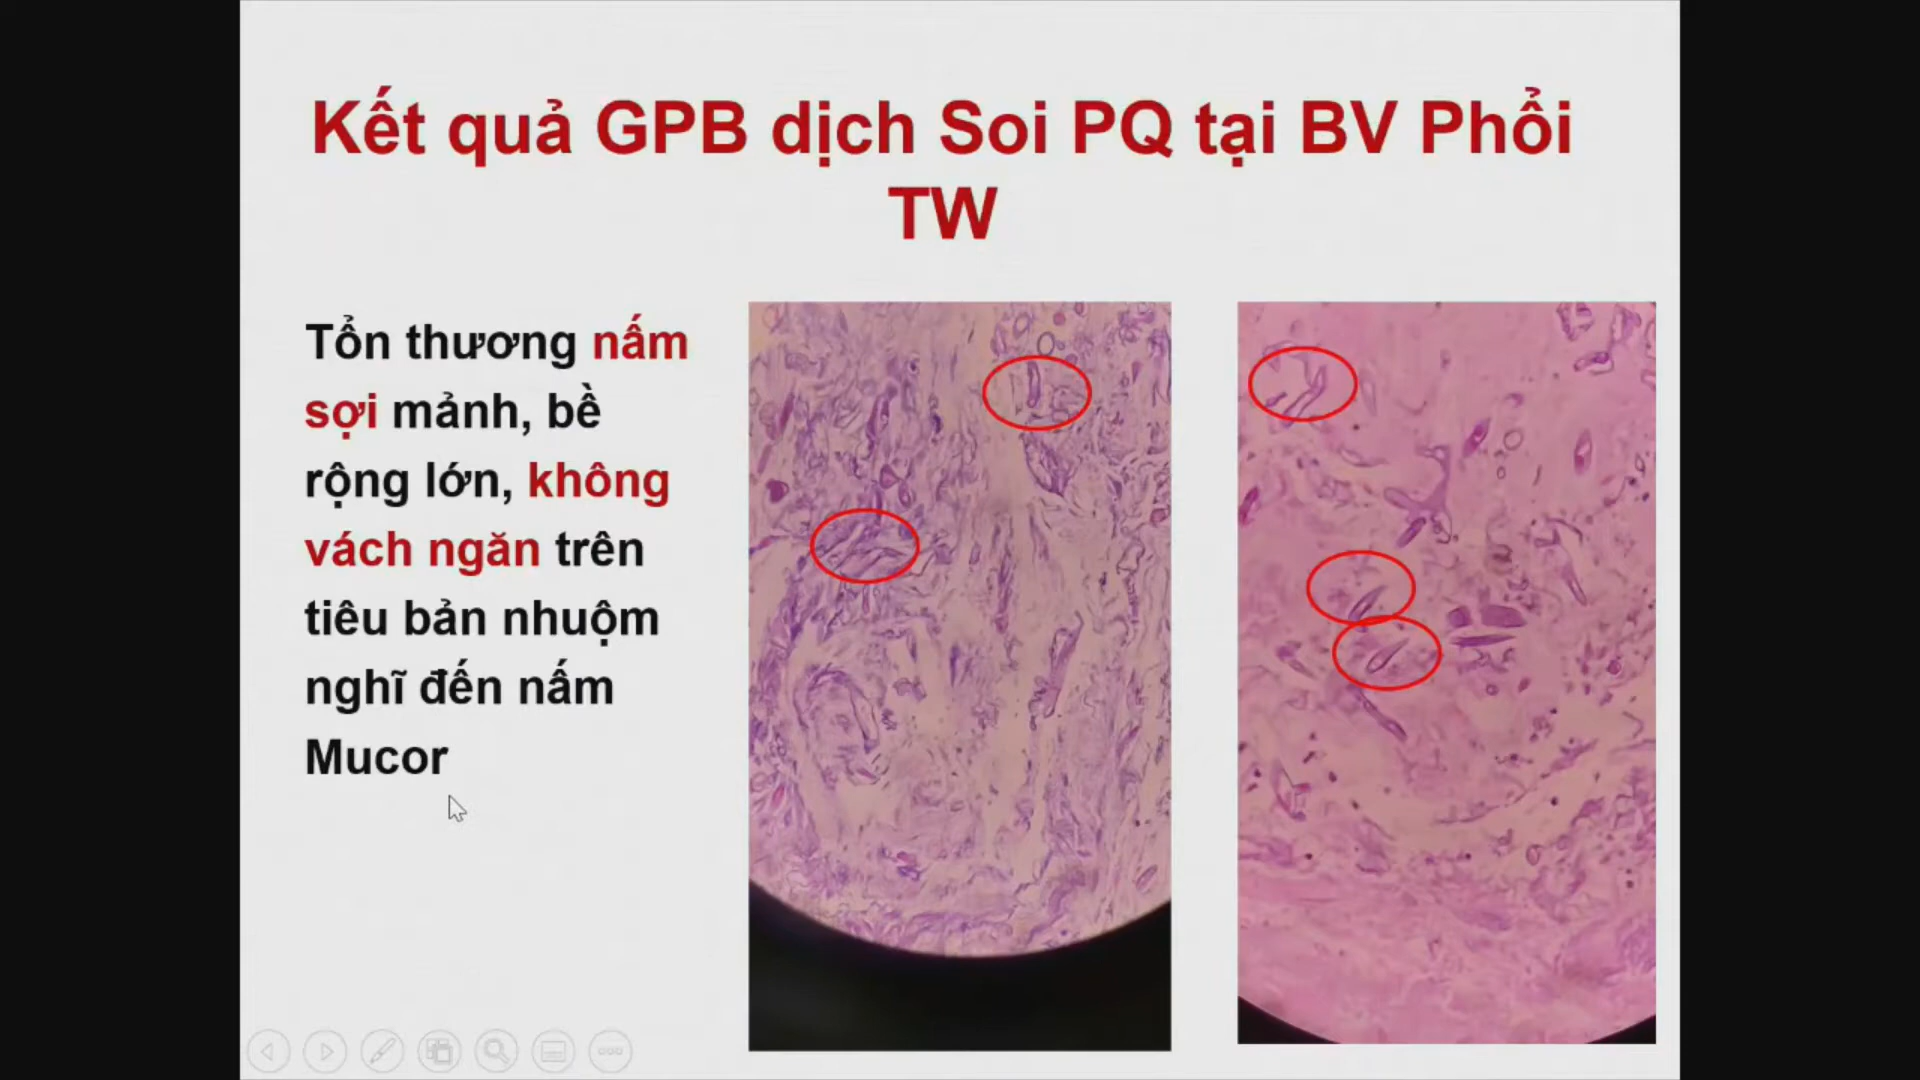 Kết quả GPB dịch Soi PQ tại BV Phổi
TW
Tổn thương nấm
sợi mảnh, bề
rộng lớn, không
vách ngăn trên
tiêu bản nhuộm
nghĩ đến nấm
Mucor